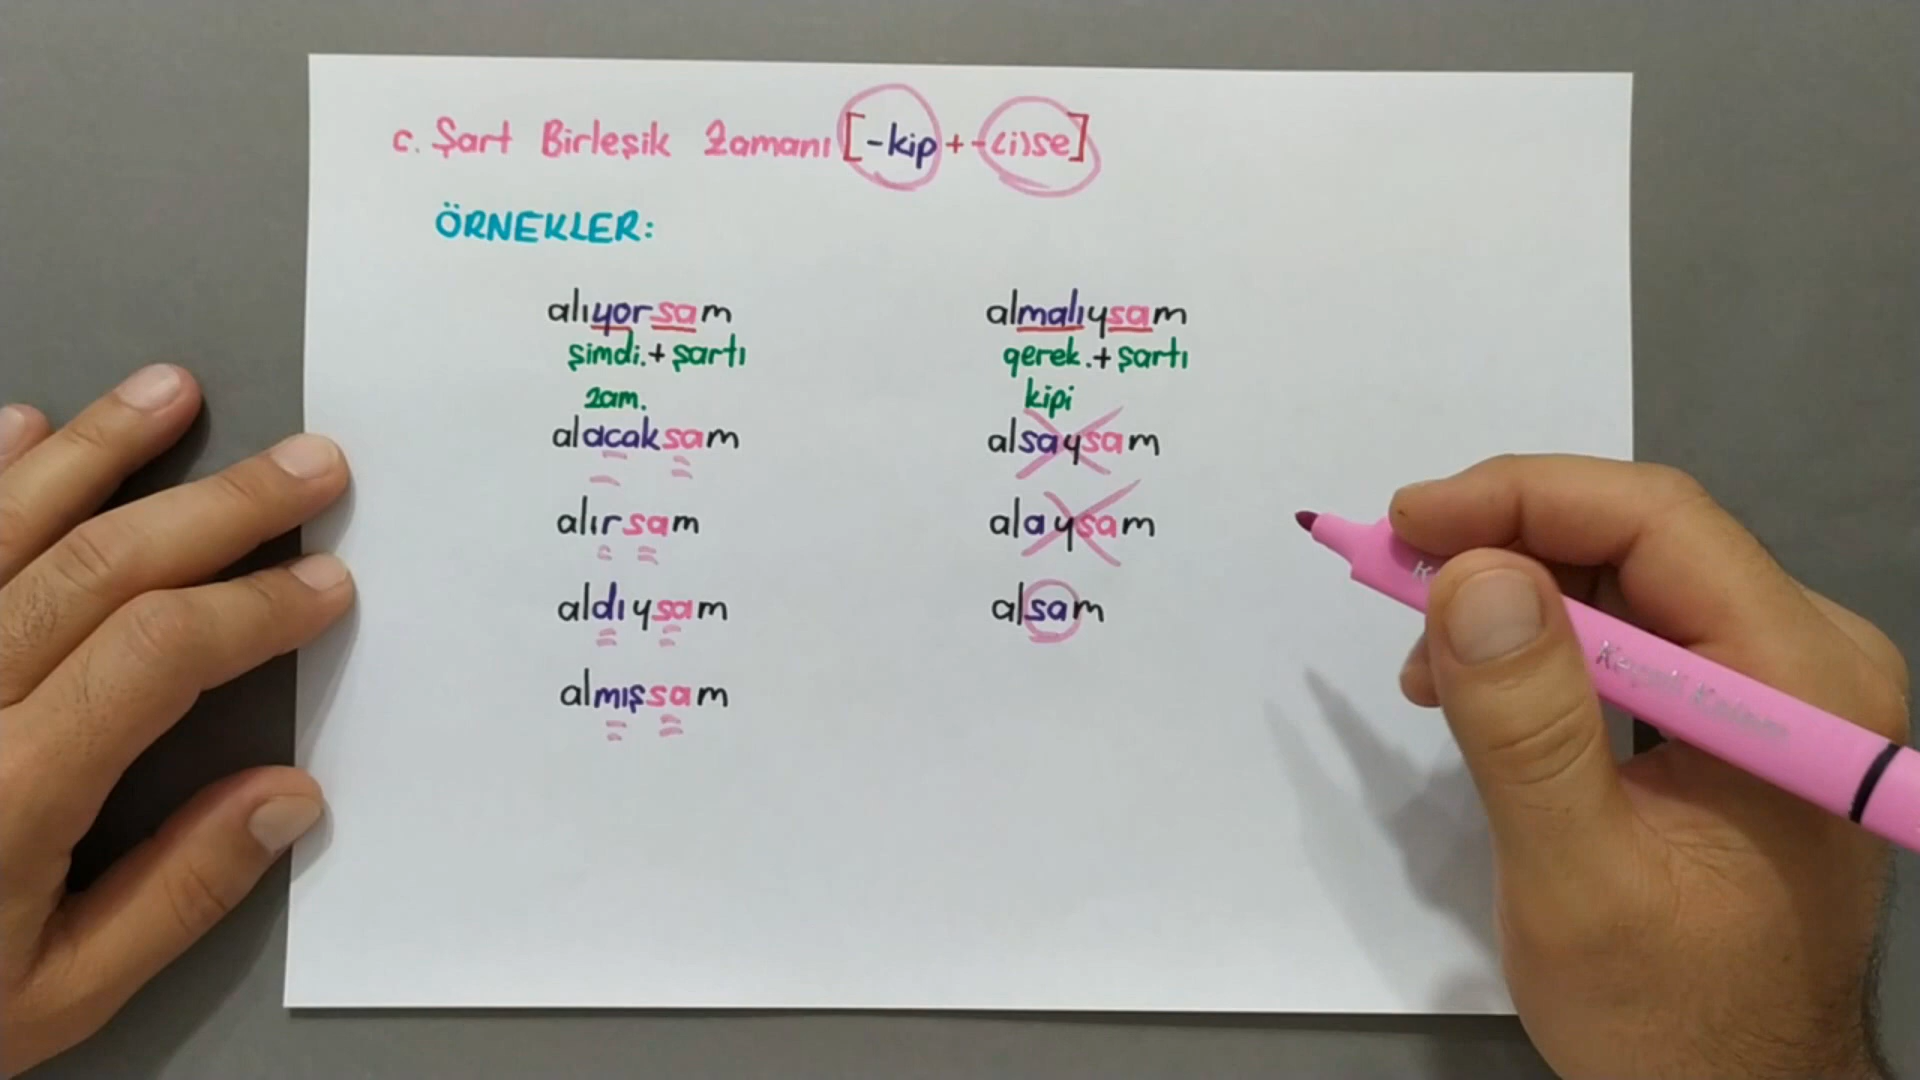 c. Şart Birleşik Zamanı [-kip + -(i)se]
ÖRNEKLER:
alıyorsam
şimdi. + şartı
zam.
alacaksam
alırsam
aldıysam
almışsam
almalıysam
gerek. + şartı
kipi
alsaysam
alaysam
alsam